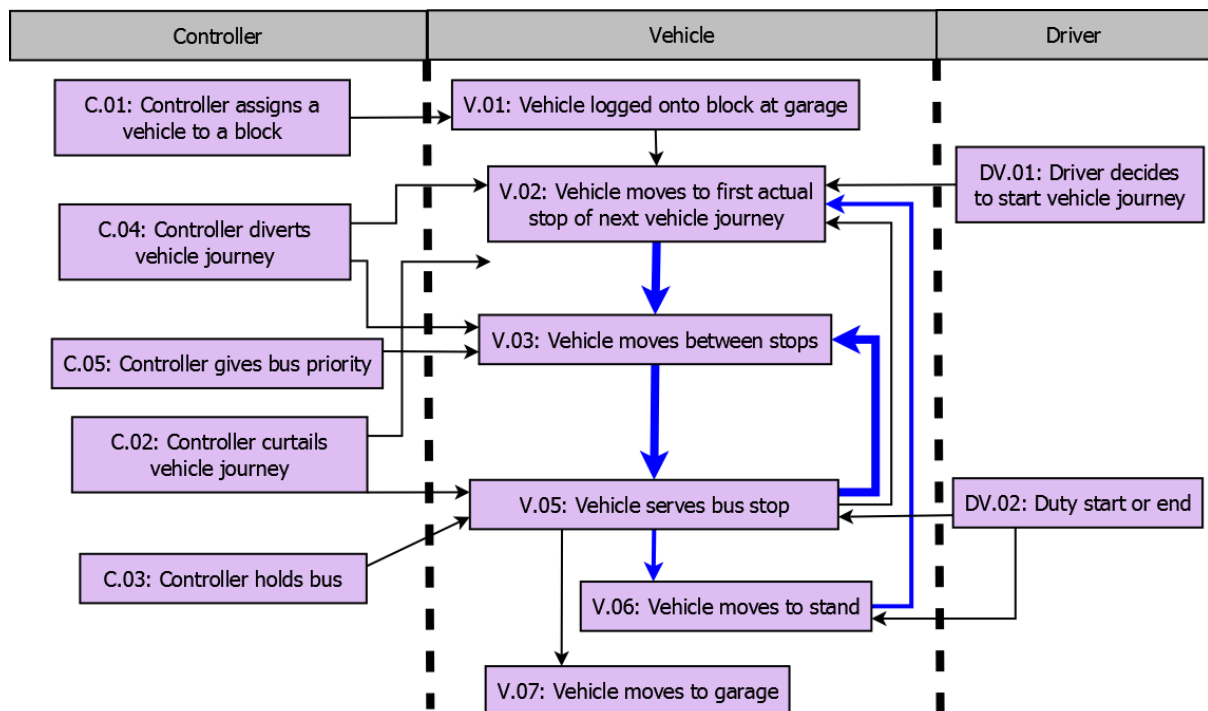 Controller
Vehicle
Driver
C.01: Controller assigns a
vehicle to a block
V.01: Vehicle logged onto block at garage
V.02: Vehicle moves to first actual
stop of next vehicle journey
DV.01: Driver decides
to start vehicle journey
C.04: Controller diverts
vehicle journey
V.03: Vehicle moves between stops
C.05: Controller gives bus priority
C.02: Controller curtails
vehicle journey
V.05: Vehicle serves bus stop
DV.02: Duty start or end
C.03: Controller holds bus
V.06: Vehicle moves to stand
V.07: Vehicle moves to garage